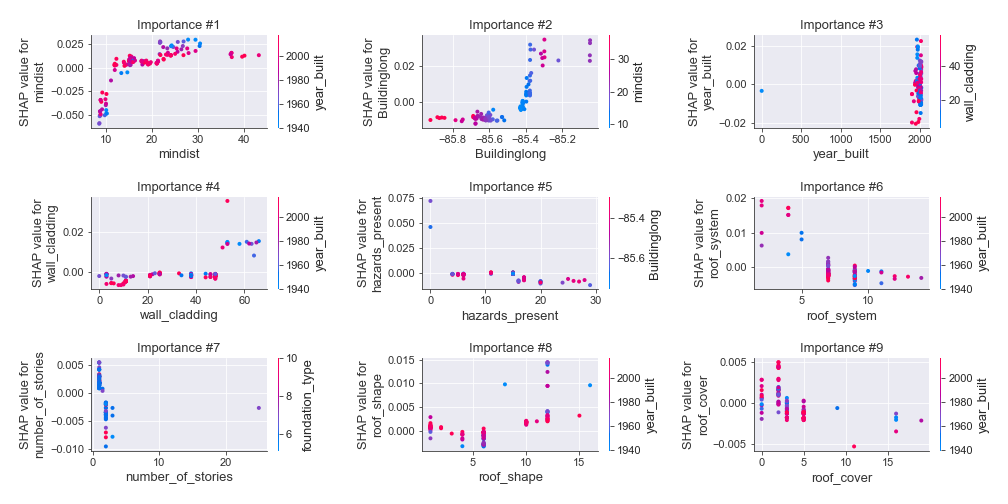 Importance #1
Importance #2
Importance #3
SHAP value for
mindist
0.025
0.000
−0.025
−0.050
10
20
30
40
mindist
2000
1980
1960
1940
year_built
SHAP value for
Buildinglong
0.02
0.00
−85.8
−85.6
−85.4
−85.2
Buildinglong
30
20
10
mindist
SHAP value for
year_built
0.02
0.00
−0.02
0
500
1000
1500
2000
year_built
40
20
wall_cladding
Importance #4
Importance #5
Importance #6
SHAP value for
wall_cladding
0.02
0.00
0
20
40
60
wall_cladding
2000
1980
1960
1940
year_built
SHAP value for
hazards_present
0.075
0.050
0.025
0.000
0
10
20
30
hazards_present
−85.4
−85.6
Buildinglong
SHAP value for
roof_system
0.02
0.01
0.00
5
10
roof_system
2000
1980
1960
1940
year_built
Importance #7
Importance #8
Importance #9
SHAP value for
number_of_stories
0.005
0.000
−0.005
−0.010
0
10
20
number_of_stories
10
8
6
foundation_type
SHAP value for
roof_shape
0.015
0.010
0.005
0.000
5
10
15
roof_shape
2000
1980
1960
1940
year_built
SHAP value for
roof_cover
0.005
0.000
−0.005
0
5
10
15
roof_cover
2000
1980
1960
1940
year_built